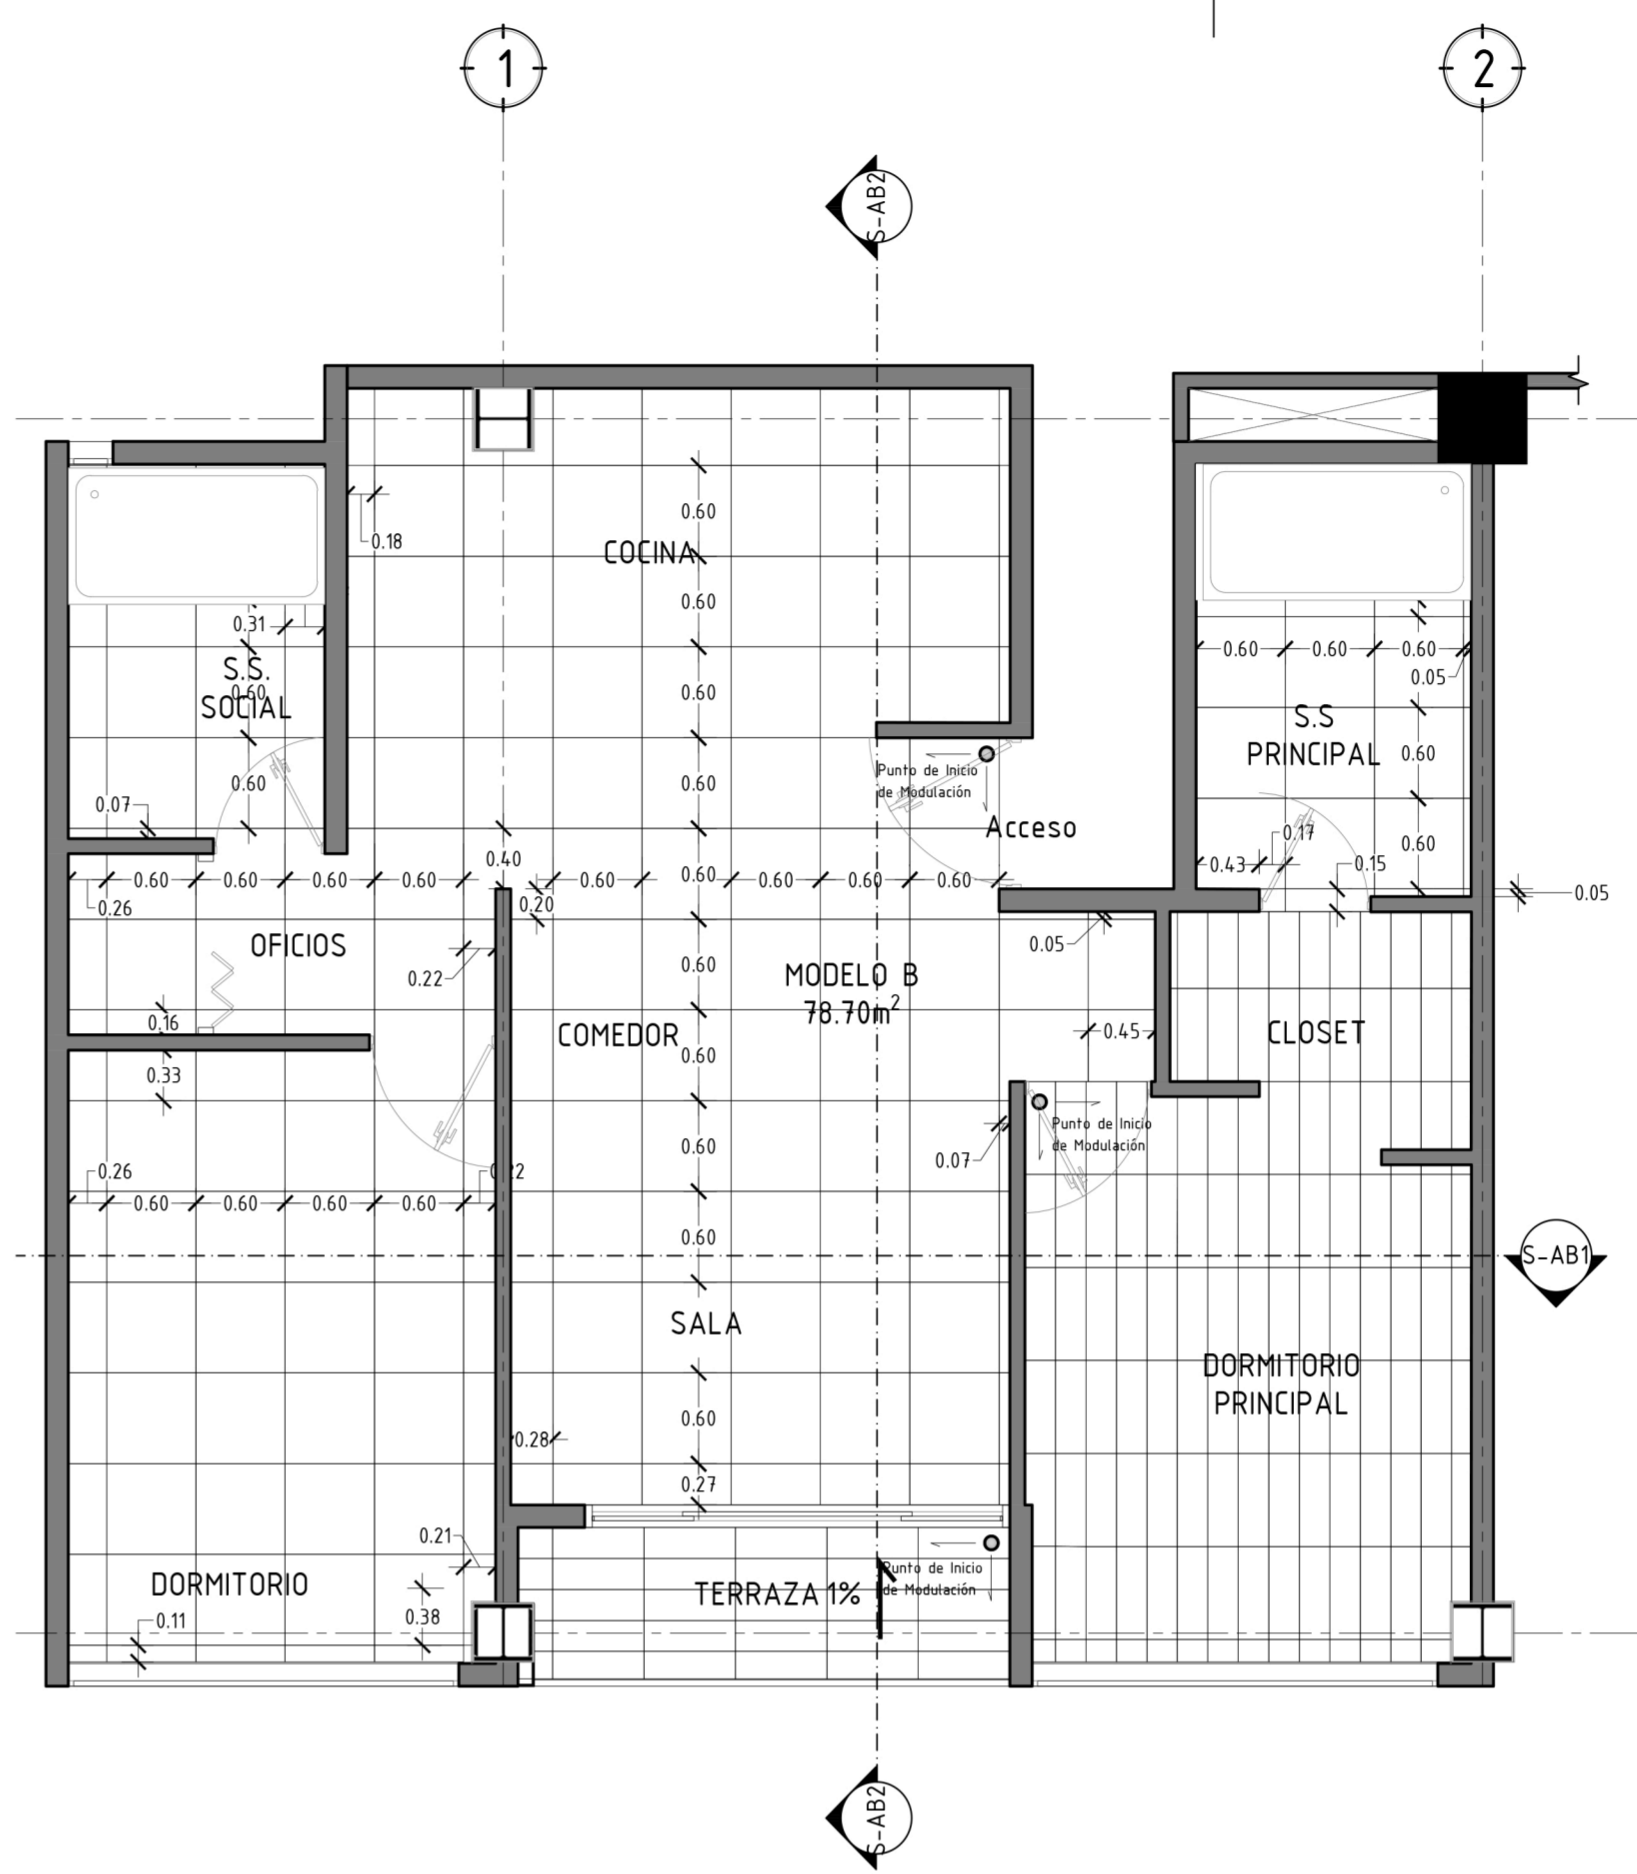 1
2
S-AB2
0.60
COCINA
0.18
0.60
0.31
S.S.
0.60
SOCIAL
0.60
0.60 0.60 0.60
0.05
S.S
PRINCIPAL
0.60
Punto de Inicio
de Modulación
0.60
0.60
0.07
Acceso
0.17
0.60
0.40
0.43
0.15
0.26
0.60 0.60 0.60 0.60
0.20
0.60
0.60
0.60 0.60 0.60
0.05
OFICIOS
0.22
0.05
0.60
MODELO B
78.70m²
0.16
COMEDOR
0.60
0.45
CLOSET
0.33
Punto de Inicio
de Modulación
0.60
0.07
0.26
0.22
0.60 0.60 0.60 0.60
0.60
S-AB1
SALA
DORMITORIO
PRINCIPAL
0.60
0.28
0.27
0.21
Punto de Inicio
de Modulación
DORMITORIO
TERRAZA 1%
0.38
0.11
S-AB2